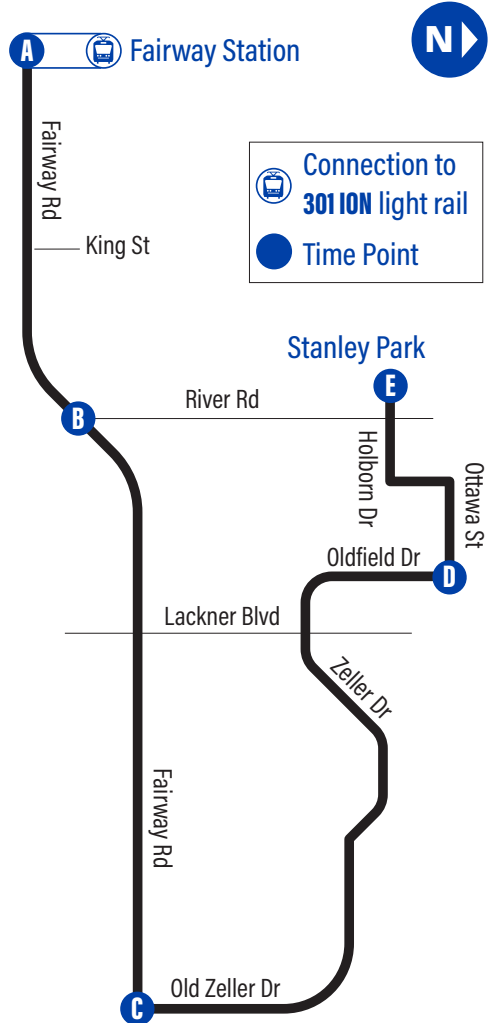 A
Fairway Station
N
Fairway Rd
Connection to
301 ION light rail
Time Point
King St
Stanley Park
E
River Rd
B
Holborn Dr
Ottawa St
Oldfield Dr
D
Lackner Blvd
Zeller Dr
Fairway Rd
Old Zeller Dr
C